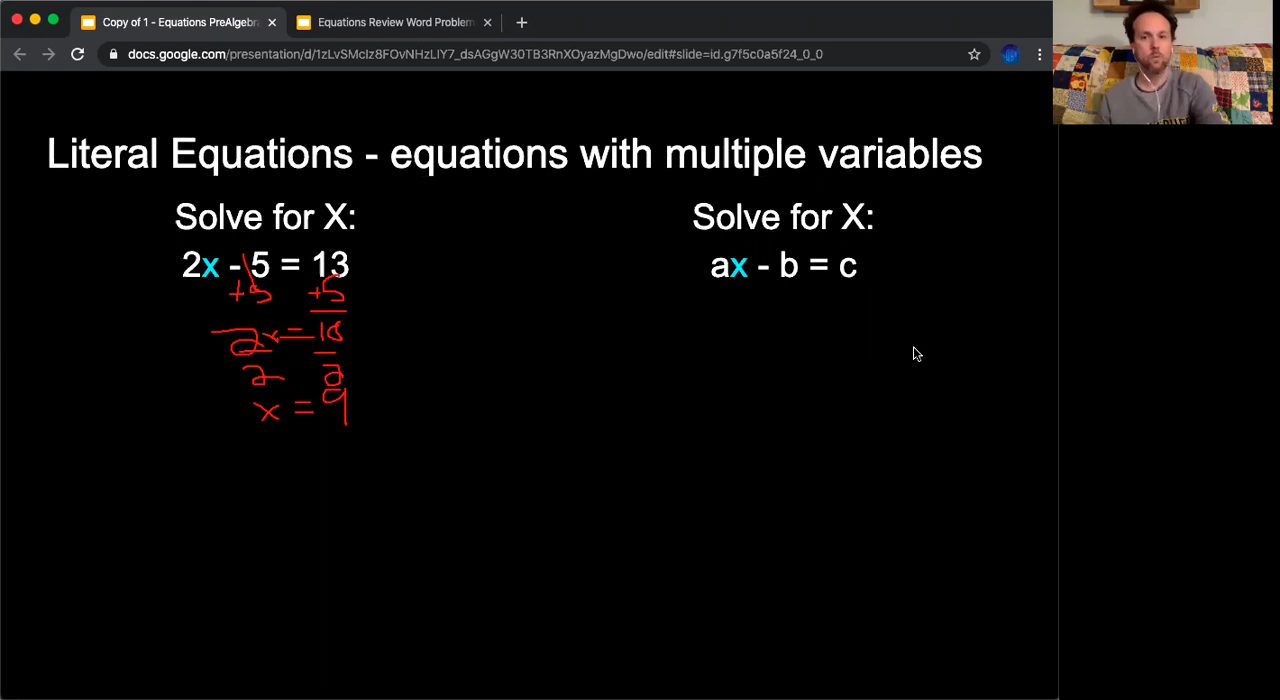 Copy of 1 - Equations PreAlgebra
Equations Review Word Problem
docs.google.com/presentation/d/1zLvSMcIz8FOvNHzLIY7_dsAGgW30TB3RnXOyazMgDwo/edit#slide=id.g7f5c0a5f24_0_0
Literal Equations - equations with multiple variables
Solve for X:
2x - 5 = 13
+5 +5
2x = 18
2 2
x = 9
Solve for X:
ax - b = c